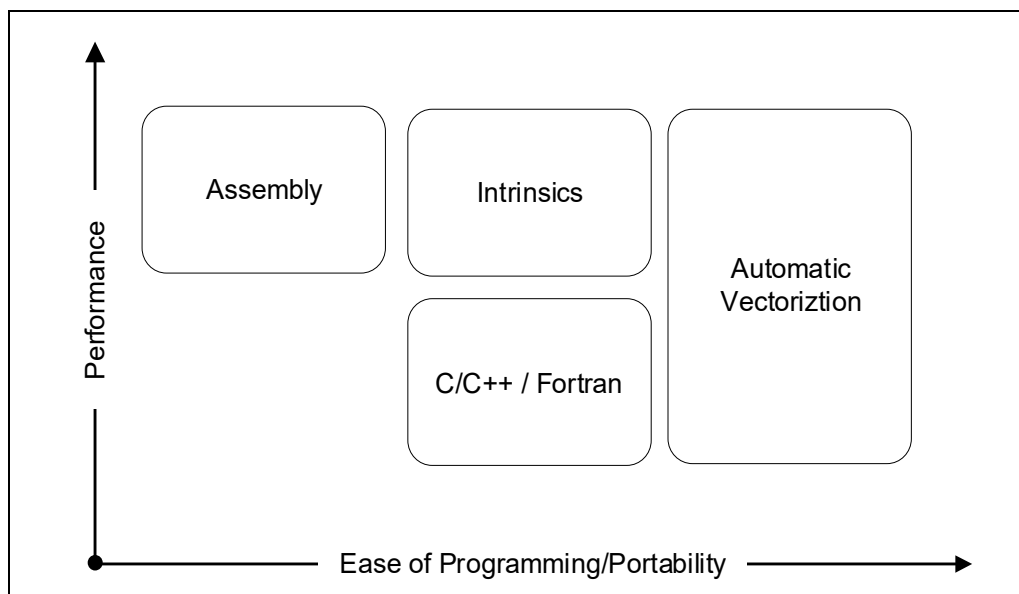 Performance
Assembly
Intrinsics
C/C++ / Fortran
Automatic
Vectoriztion
Ease of Programming/Portability